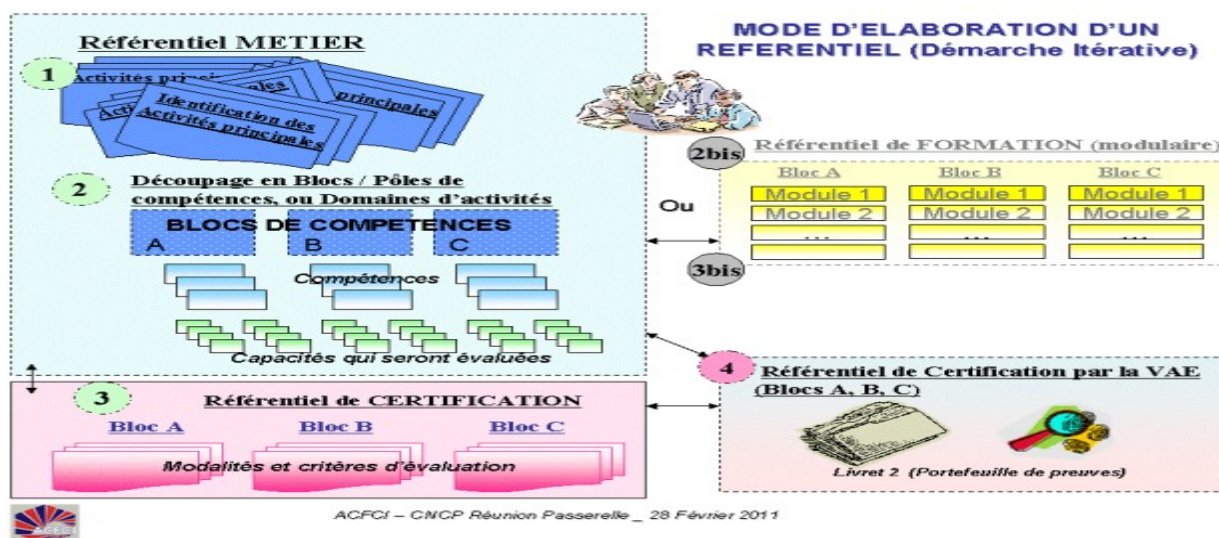 MODE D'ELABORATION D'UN
REFERENTIEL (Démarche Itérative)
Référentiel METIER
1
Activités principales
principales
Identification des
Activités principales
2
Découpage en Blocs / Pôles de
compétences, ou Domaines d'activités
BLOCS DE COMPETENCES
A B C
Compétences
Capacités qui seront évaluées
Ou
2bis
Référentiel de FORMATION (modulaire)
Bloc A Bloc B Bloc C
Module 1 Module 1 Module 1
Module 2 Module 2 Module 2
... ... ...
3bis
3
Référentiel de CERTIFICATION
Bloc A Bloc B Bloc C
Modalités et critères d'évaluation
4
Référentiel de Certification par la VAE
(Blocs A, B, C)
Livret 2 (Portefeuille de preuves)
ACFCI
ACFCI – CNCP Réunion Passerelle _ 28 Février 2011